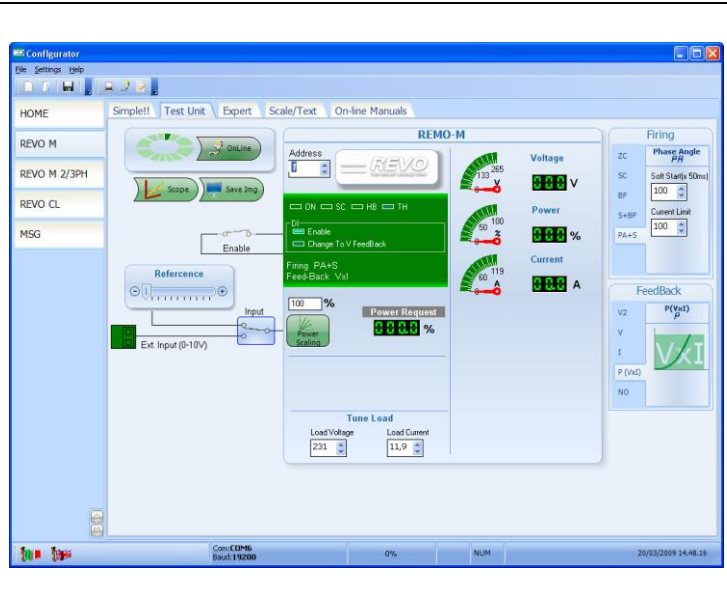 Configurator
File Settings Help
HOME
REVO M
REVO M 2/3PH
REVO CL
MSG
Simple!! Test Unit Expert Scale/Text On-line Manuals
OnLine
Scope Save Img
Enable
Refercence
Input
Ext. Input (0-10V)
REMO-M
Address
REVO
ON SC HB TH
DI
Enable
Change To V FeedBack
Firing PA+S
Feed-Back VxI
100 %
Power Scaling
Power Request
%
Tune Load
Load Voltage Load Current
231 11,9
Voltage
133 265
V
V
Power
50 100
%
%
Current
60 119
A
A
Firing
ZC
SC
BF
S+BF
PA+S
Phase Angle
PA
Soft Start(x 50ms)
100
Current Limit
100
FeedBack
V2
V
I
P (VxI)
NO
P(VxI)
VxI
Com:COM6
Baud:19200
0%
NUM
20/03/2009 14.48.16